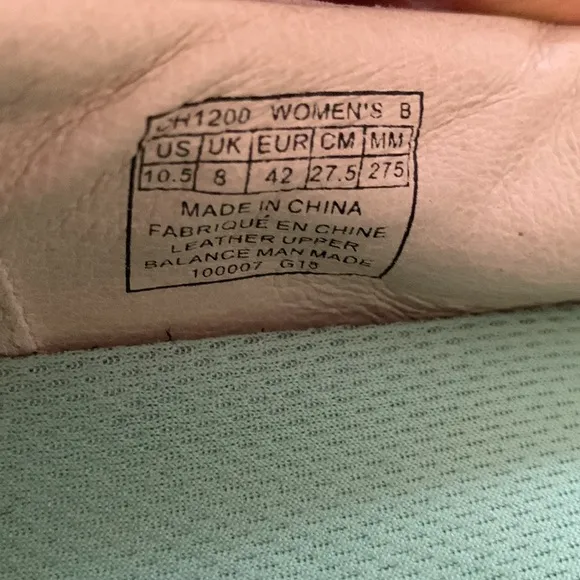 CH1200 WOMEN'S B
US UK EUR CM MM
10.5 8 42 27.5 275
MADE IN CHINA
FABRIQUÉ EN CHINE
LEATHER UPPER
BALANCE MAN MADE
100007 G15